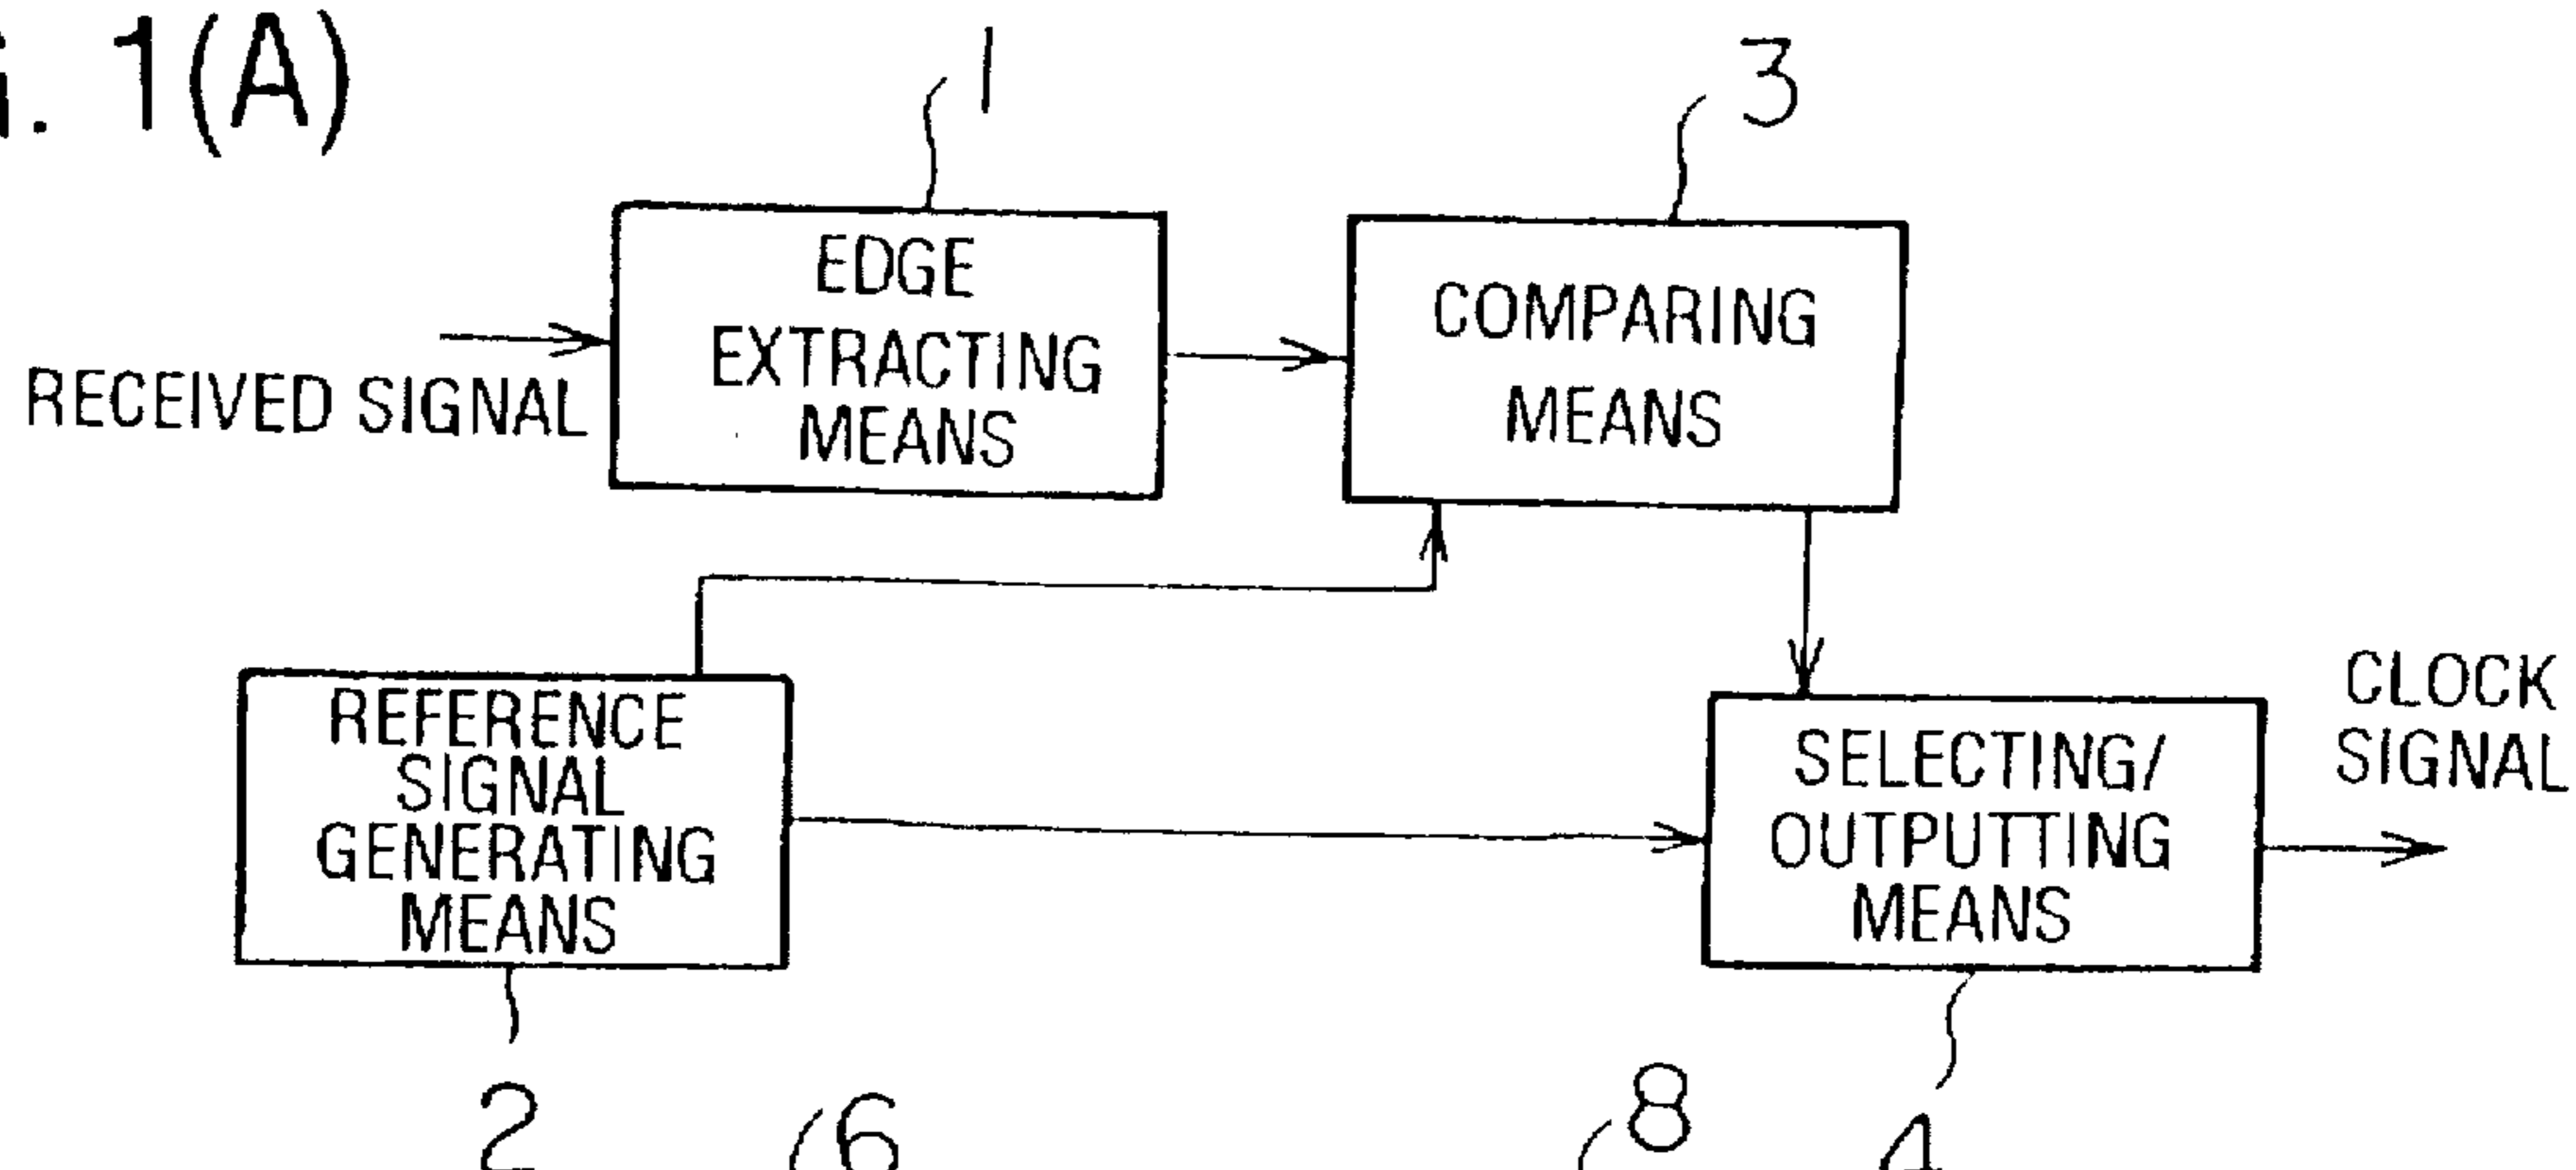 . 1(A)
1
3
EDGE
EXTRACTING
MEANS
COMPARING
MEANS
RECEIVED SIGNAL
REFERENCE
SIGNAL
GENERATING
MEANS
SELECTING/
OUTPUTTING
MEANS
CLOCK
SIGNAL
2
6
8
4